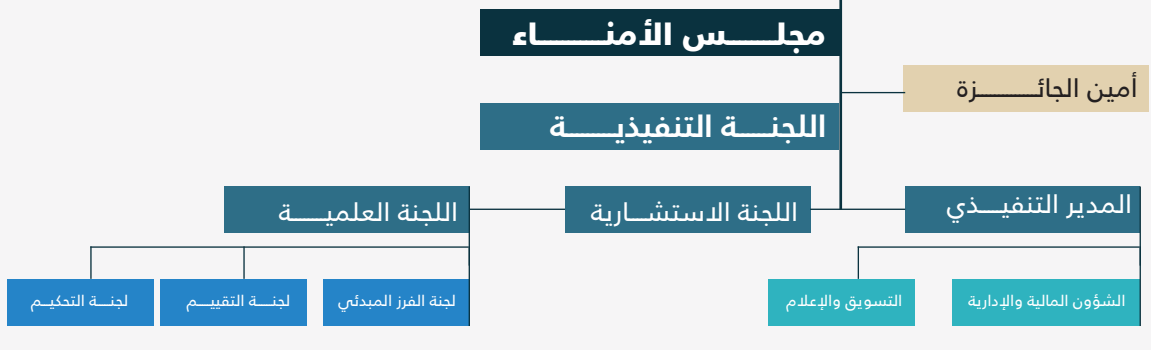 مجلس الأمناء
أمين الجائزة
اللجنة التنفيذية
المدير التنفيذي
اللجنة الاستشارية
اللجنة العلمية
الشؤون المالية والإدارية
التسويق والإعلام
لجنة الفرز المبدئي
لجنة التقييم
لجنة التحكيم